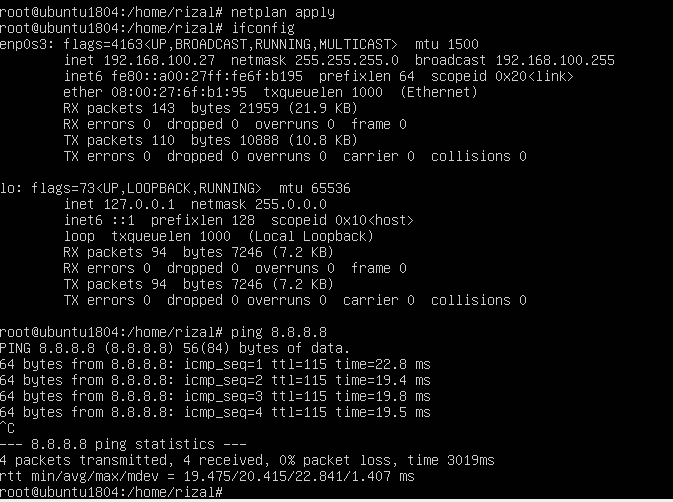 root@ubuntu1804:/home/rizal# netplan apply
root@ubuntu1804:/home/rizal# ifconfig
enp0s3: flags=4163<UP,BROADCAST,RUNNING,MULTICAST>  mtu 1500
        inet 192.168.100.27  netmask 255.255.255.0  broadcast 192.168.100.255
        inet6 fe80::a00:27ff:fe6f:b195  prefixlen 64  scopeid 0x20<link>
        ether 08:00:27:6f:b1:95  txqueuelen 1000  (Ethernet)
        RX packets 143  bytes 21959 (21.9 KB)
        RX errors 0  dropped 0  overruns 0  frame 0
        TX packets 110  bytes 10888 (10.8 KB)
        TX errors 0  dropped 0 overruns 0  carrier 0  collisions 0

lo: flags=73<UP,LOOPBACK,RUNNING>  mtu 65536
        inet 127.0.0.1  netmask 255.0.0.0
        inet6 ::1  prefixlen 128  scopeid 0x10<host>
        loop  txqueuelen 1000  (Local Loopback)
        RX packets 94  bytes 7246 (7.2 KB)
        RX errors 0  dropped 0  overruns 0  frame 0
        TX packets 94  bytes 7246 (7.2 KB)
        TX errors 0  dropped 0 overruns 0  carrier 0  collisions 0

root@ubuntu1804:/home/rizal# ping 8.8.8.8
PING 8.8.8.8 (8.8.8.8) 56(84) bytes of data.
64 bytes from 8.8.8.8: icmp_seq=1 ttl=115 time=22.8 ms
64 bytes from 8.8.8.8: icmp_seq=2 ttl=115 time=19.4 ms
64 bytes from 8.8.8.8: icmp_seq=3 ttl=115 time=19.8 ms
64 bytes from 8.8.8.8: icmp_seq=4 ttl=115 time=19.5 ms
^C
--- 8.8.8.8 ping statistics ---
4 packets transmitted, 4 received, 0% packet loss, time 3019ms
rtt min/avg/max/mdev = 19.475/20.415/22.841/1.407 ms
root@ubuntu1804:/home/rizal#